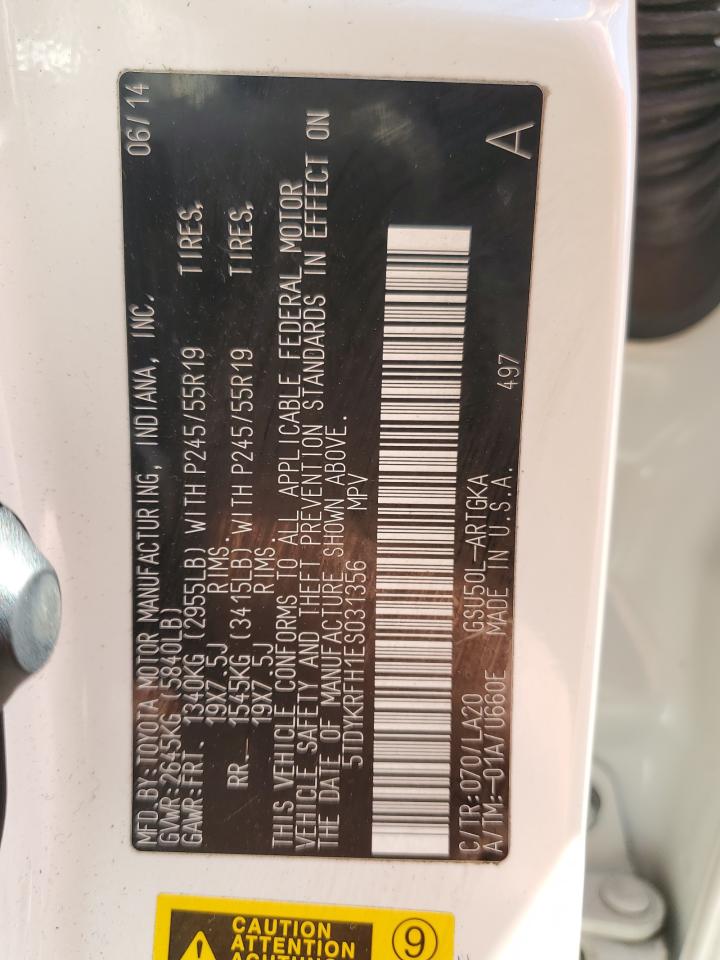 MFD.BY:TOYOTA MOTOR MANUFACTURING, INDIANA, INC. 06/14
GVWR:2645KG (5840LB)
GAWR:FRT. 1340KG (2955LB) WITH P245/55R19 TIRES,
19X7.5J RIMS.
RR. 1545KG (3415LB) WITH P245/55R19 TIRES,
19X7.5J RIMS.
THIS VEHICLE CONFORMS TO ALL APPLICABLE FEDERAL MOTOR
VEHICLE SAFETY AND THEFT PREVENTION STANDARDS IN EFFECT ON
THE DATE OF MANUFACTURE SHOWN ABOVE.
5TDYKRFH1ES031356 MPV
C/TR:070/LA20 GSU50L-ARTGKA 497 A
A/TM:-01A/U660E MADE IN U.S.A.
CAUTION
ATTENTION
ACHTUNG
9